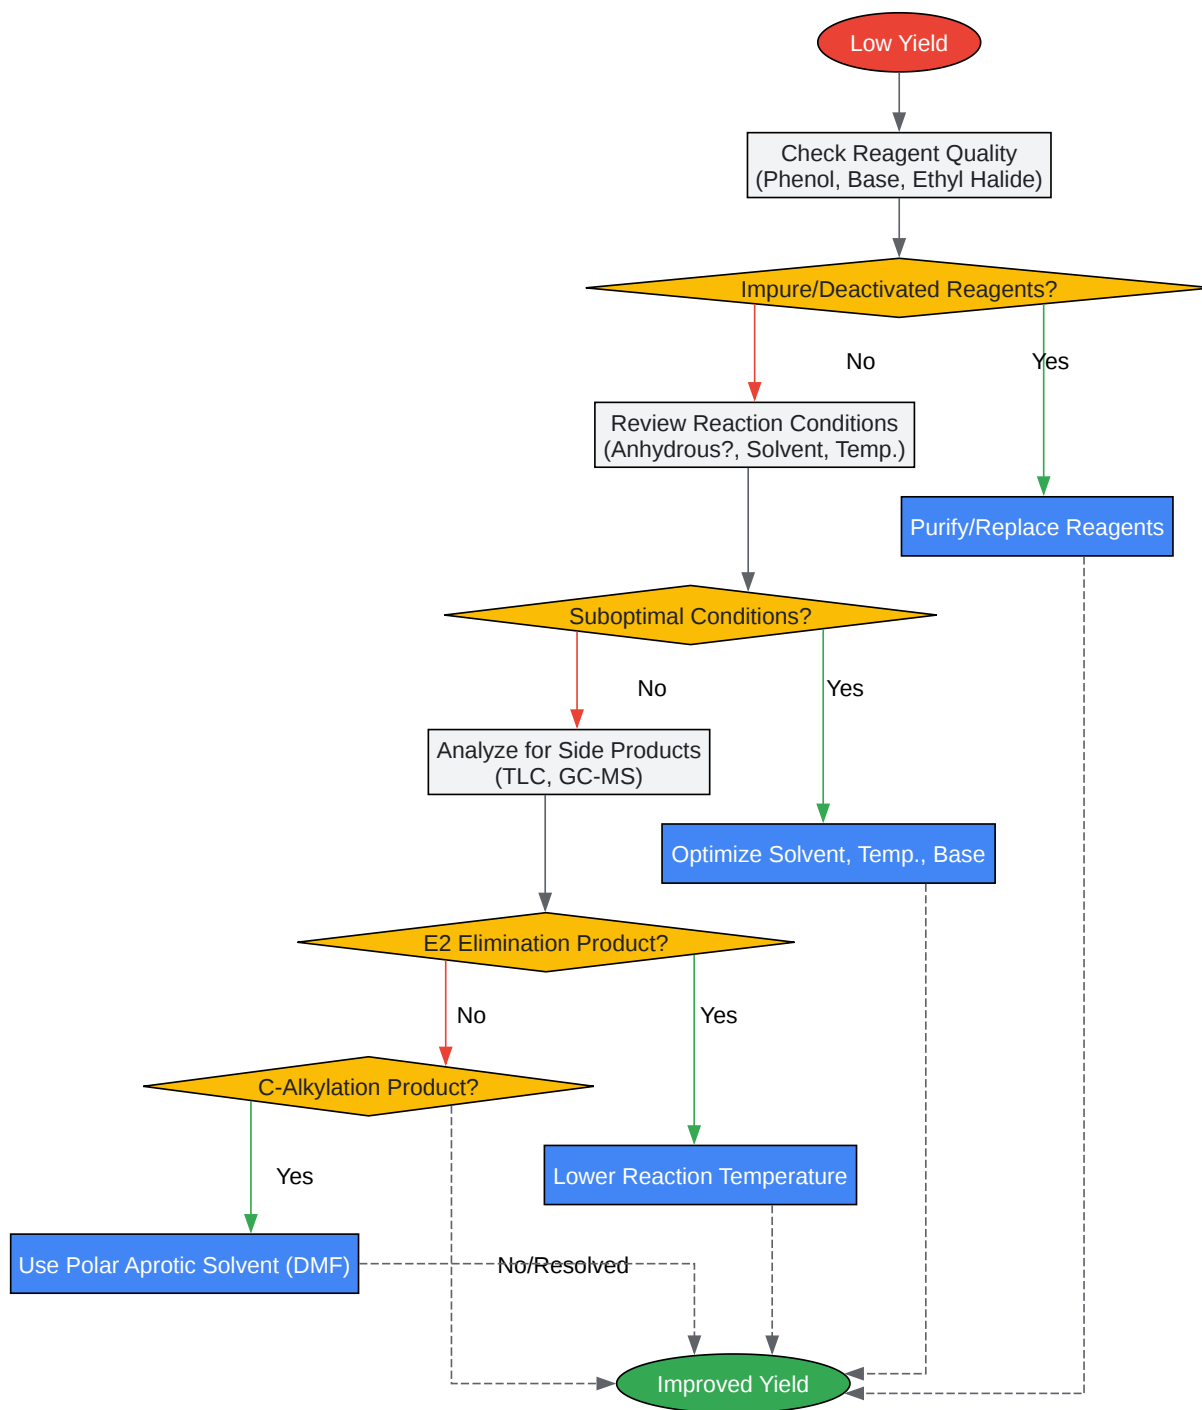 Low Yield
Check Reagent Quality
(Phenol, Base, Ethyl Halide)
Impure/Deactivated Reagents?
No
Yes
Review Reaction Conditions
(Anhydrous?, Solvent, Temp.)
Purify/Replace Reagents
Suboptimal Conditions?
No
Yes
Analyze for Side Products
(TLC, GC-MS)
Optimize Solvent, Temp., Base
E2 Elimination Product?
No
Yes
C-Alkylation Product?
Yes
Lower Reaction Temperature
Use Polar Aprotic Solvent (DMF)
No/Resolved
Improved Yield